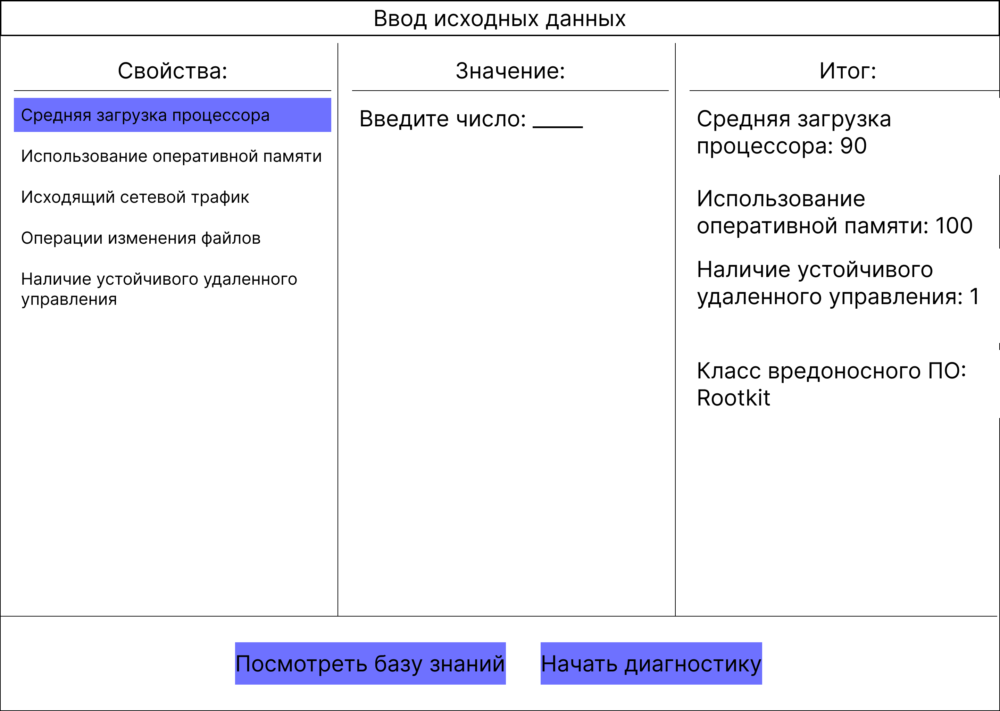 Ввод исходных данных
Свойства:
Средняя загрузка процессора
Использование оперативной памяти
Исходящий сетевой трафик
Операции изменения файлов
Наличие устойчивого удаленного
управления
Значение:
Введите число: _____
Итог:
Средняя загрузка
процессора: 90
Использование
оперативной памяти: 100
Наличие устойчивого
удаленного управления: 1
Класс вредоносного ПО:
Rootkit
Посмотреть базу знаний
Начать диагностику